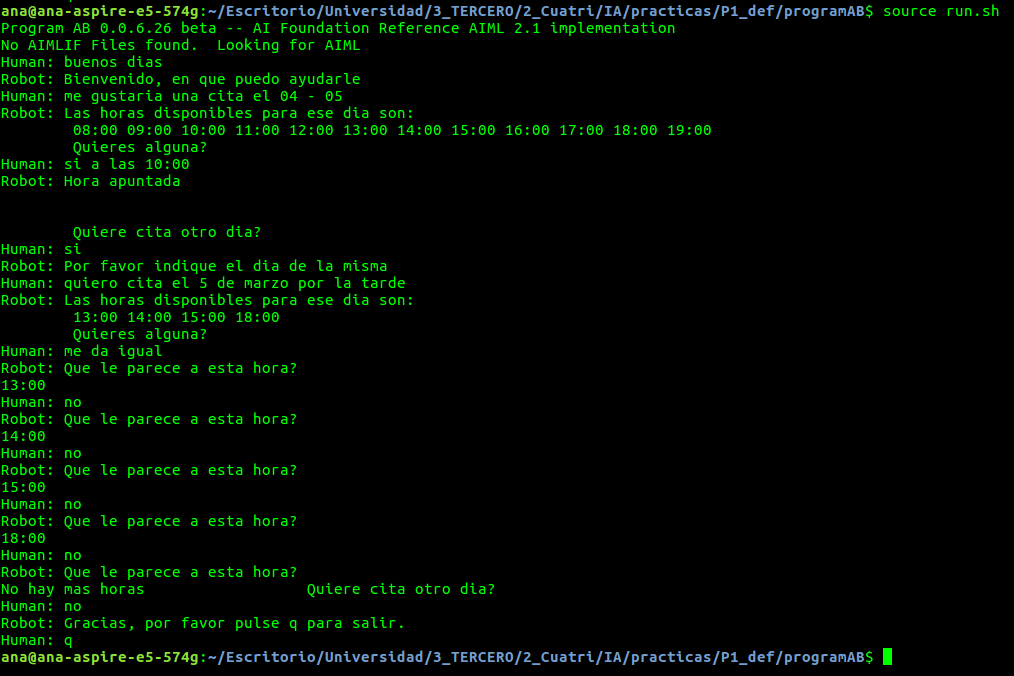 ana@ana-aspire-e5-574g:~/Escritorio/Universidad/3_TERCERO/2_Cuatri/IA/practicas/P1_def/programAB$ source run.sh
Program AB 0.0.6.26 beta -- AI Foundation Reference AIML 2.1 implementation
No AIMLIF Files found.  Looking for AIML
Human: buenos dias
Robot: Bienvenido, en que puedo ayudarle
Human: me gustaria una cita el 04 - 05
Robot: Las horas disponibles para ese dia son:
        08:00 09:00 10:00 11:00 12:00 13:00 14:00 15:00 16:00 17:00 18:00 19:00
        Quieres alguna?
Human: si a las 10:00
Robot: Hora apuntada
        Quiere cita otro dia?
Human: si
Robot: Por favor indique el dia de la misma
Human: quiero cita el 5 de marzo por la tarde
Robot: Las horas disponibles para ese dia son:
        13:00 14:00 15:00 18:00
        Quieres alguna?
Human: me da igual
Robot: Que le parece a esta hora?
13:00
Human: no
Robot: Que le parece a esta hora?
14:00
Human: no
Robot: Que le parece a esta hora?
15:00
Human: no
Robot: Que le parece a esta hora?
18:00
Human: no
Robot: Que le parece a esta hora?
No hay mas horas                  Quiere cita otro dia?
Human: no
Robot: Gracias, por favor pulse q para salir.
Human: q
ana@ana-aspire-e5-574g:~/Escritorio/Universidad/3_TERCERO/2_Cuatri/IA/practicas/P1_def/programAB$